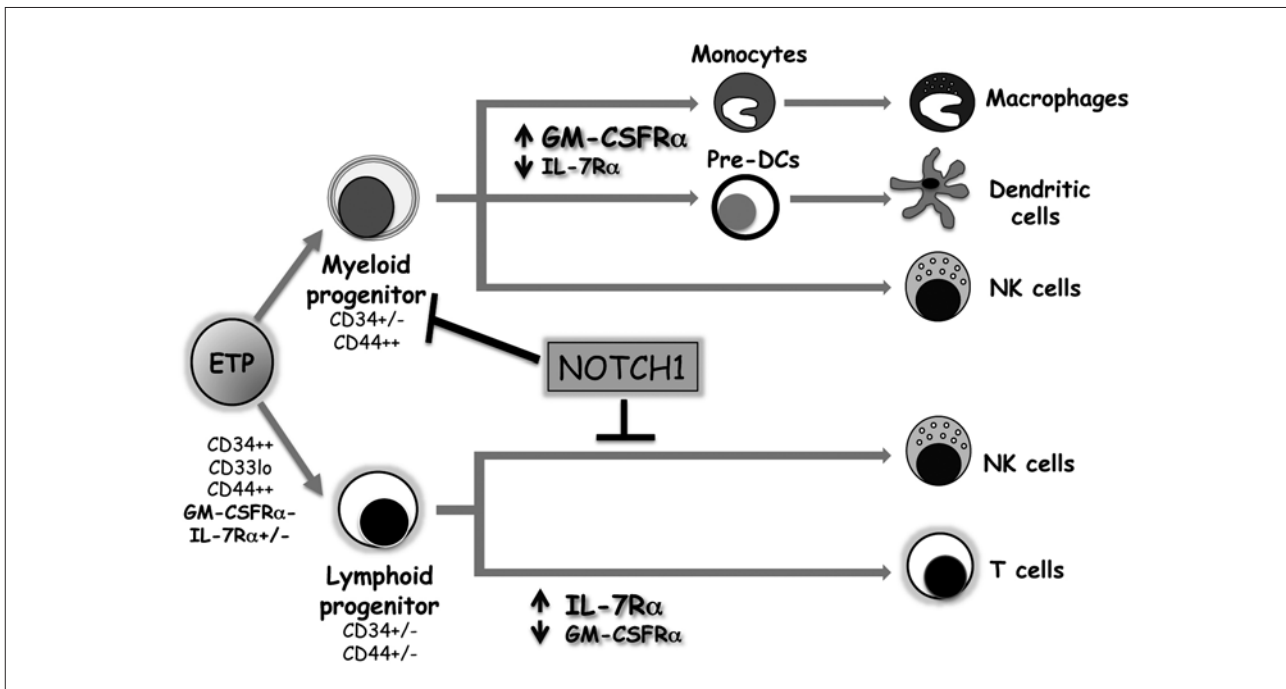 Monocytes
Macrophages
↑ GM-CSFRα
↓ IL-7Rα
Pre-DCs
Dendritic
cells
Myeloid
progenitor
CD34+/-
CD44++
NK cells
ETP
NOTCH1
CD34++
CD33lo
CD44++
GM-CSFRα-
IL-7Rα+/-
NK cells
Lymphoid
progenitor
CD34+/-
CD44+/-
T cells
↑ IL-7Rα
↓ GM-CSFRα